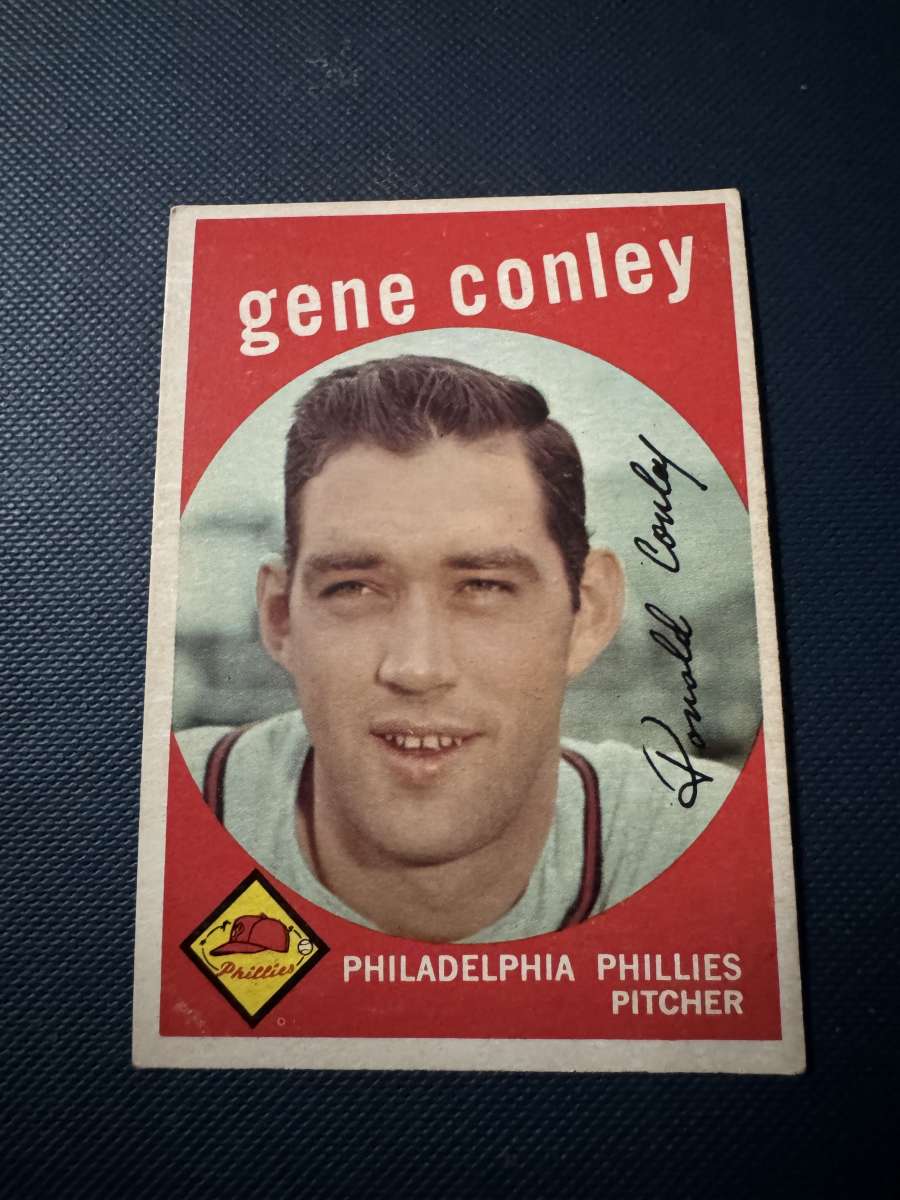 gene conley
Donald Conley
Phillies
PHILADELPHIA PHILLIES
PITCHER